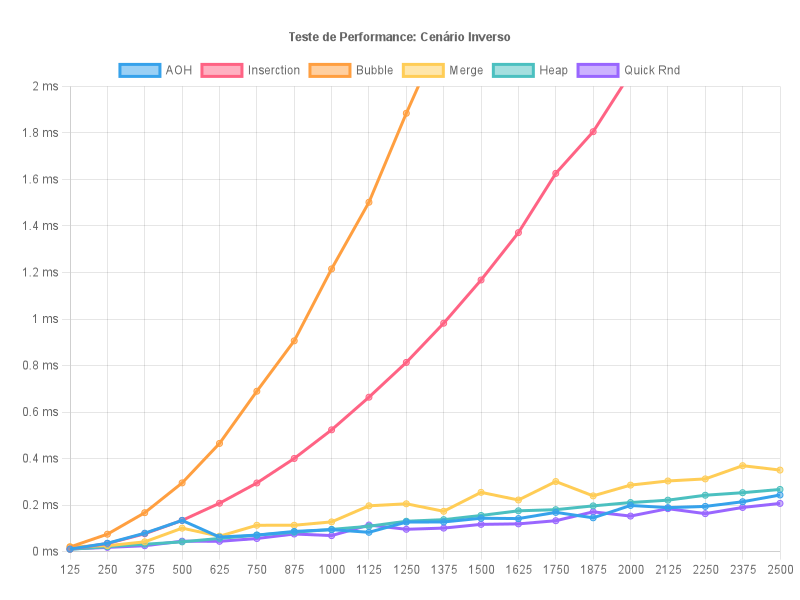 Teste de Performance: Cenário Inverso
AOH Inserction Bubble Merge Heap Quick Rnd
2 ms
1.8 ms
1.6 ms
1.4 ms
1.2 ms
1 ms
0.8 ms
0.6 ms
0.4 ms
0.2 ms
0 ms
125 250 375 500 625 750 875 1000 1125 1250 1375 1500 1625 1750 1875 2000 2125 2250 2375 2500